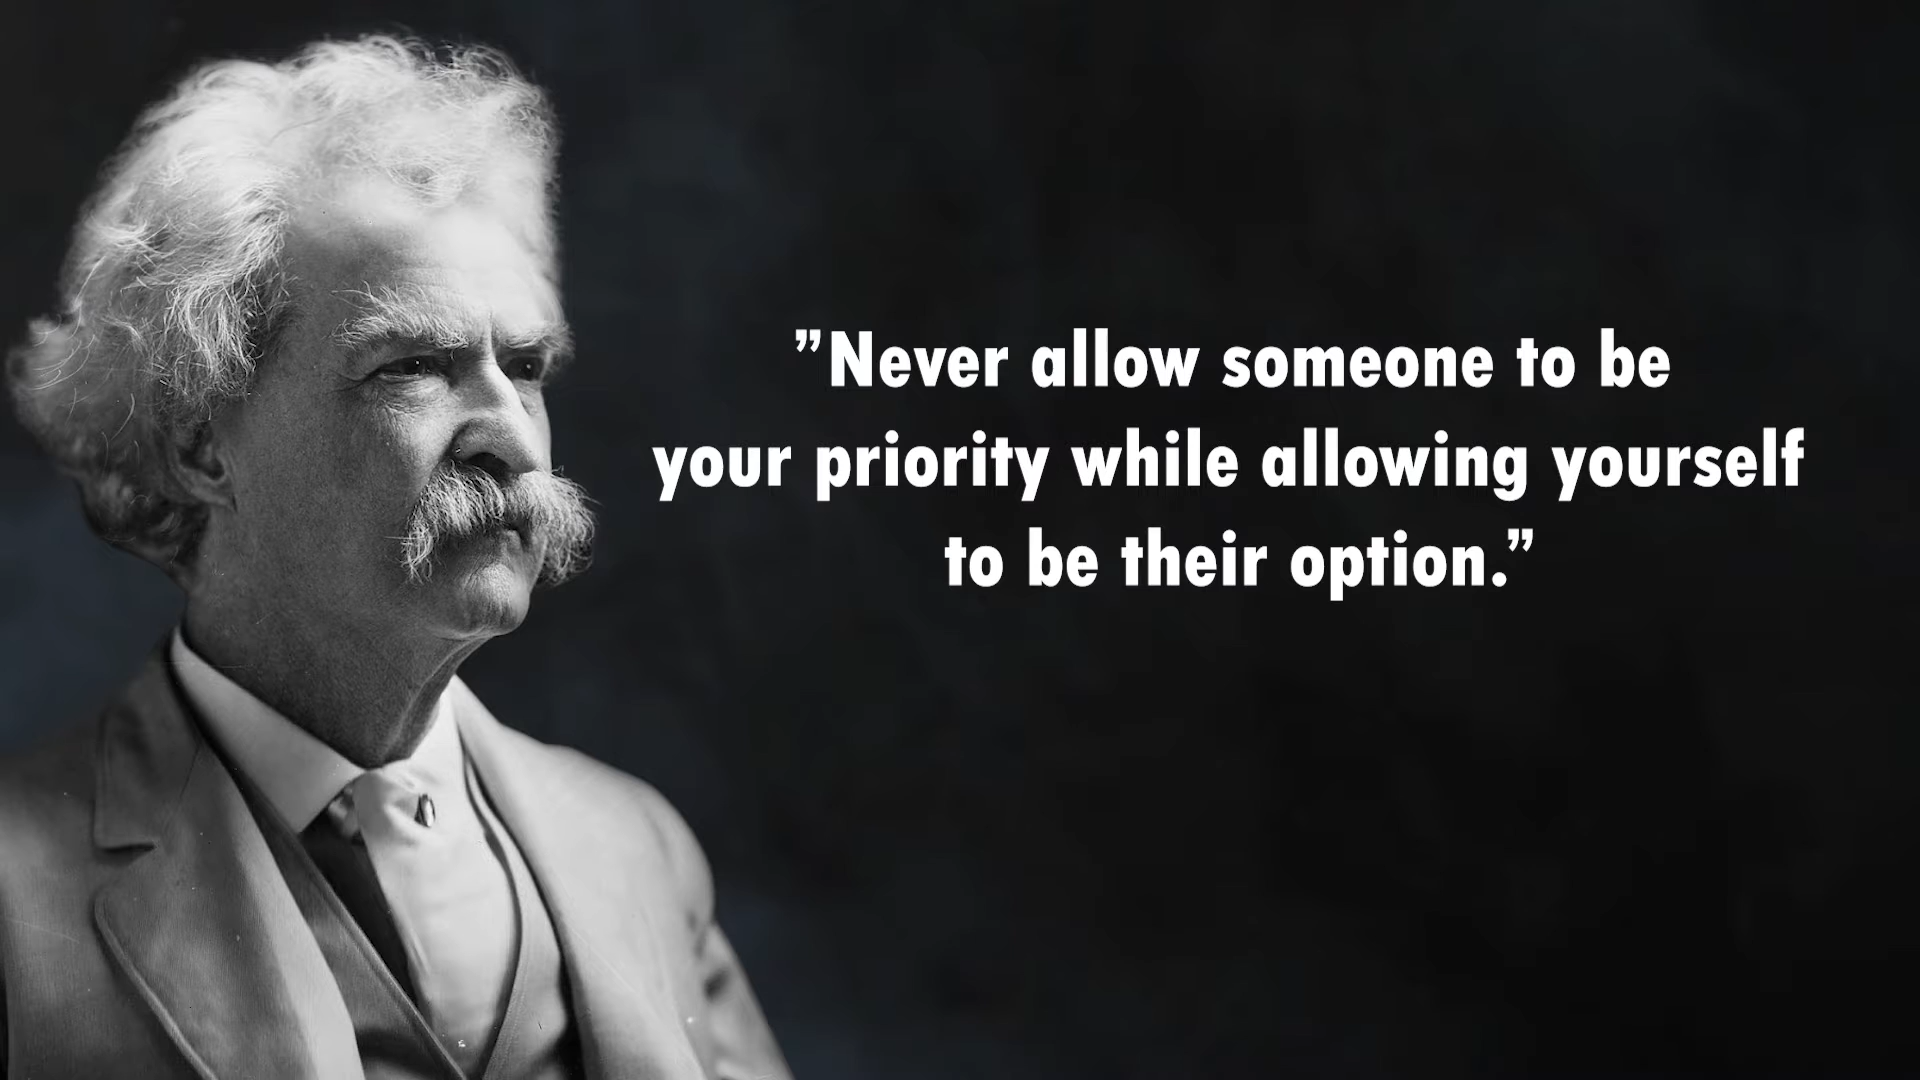 ”Never allow someone to be
your priority while allowing yourself
to be their option.”